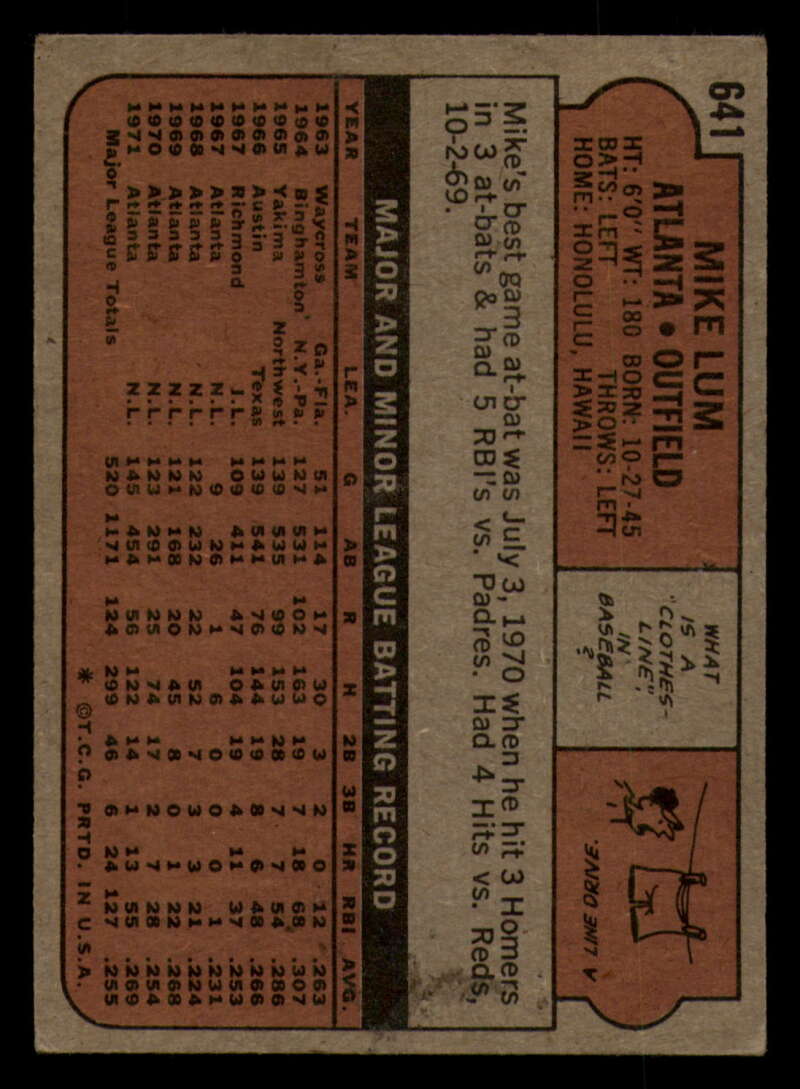 641
MIKE LUM
ATLANTA • OUTFIELD
HT: 6'0" WT: 180 BORN: 10-27-45
BATS: LEFT THROWS: LEFT
HOME: HONOLULU, HAWAII
WHAT
IS A
"CLOTHES-
LINE",
IN
BASEBALL
?
A LINE DRIVE.
Mike's best game at-bat was July 3, 1970 when he hit 3 Homers
in 3 at-bats & had 5 RBI's vs. Padres. Had 4 Hits vs. Reds,
10-2-69.
MAJOR AND MINOR LEAGUE BATTING RECORD
YEAR TEAM LEA. G AB R H 2B 3B HR RBI AVG.
1963 Waycross Ga.-Fla. 51 114 17 30 3 2 0 12 .263
1964 Binghamton N.Y.-Pa. 127 531 102 163 19 7 18 68 .307
1965 Yakima Northwest 139 535 99 153 28 7 7 54 .286
1966 Austin Texas 139 541 76 144 19 8 6 48 .266
1967 Richmond I.L. 109 411 47 104 19 4 11 37 .253
1967 Atlanta N.L. 9 26 1 6 0 0 0 1 .231
1968 Atlanta N.L. 122 232 22 52 7 3 3 21 .224
1969 Atlanta N.L. 121 168 20 45 8 0 1 22 .268
1970 Atlanta N.L. 123 291 25 74 17 2 7 28 .254
1971 Atlanta N.L. 145 454 56 122 14 1 13 55 .269
Major League Totals 520 1171 124 299 46 6 24 127 .255
* ©T.C.G. PRTD. IN U.S.A.